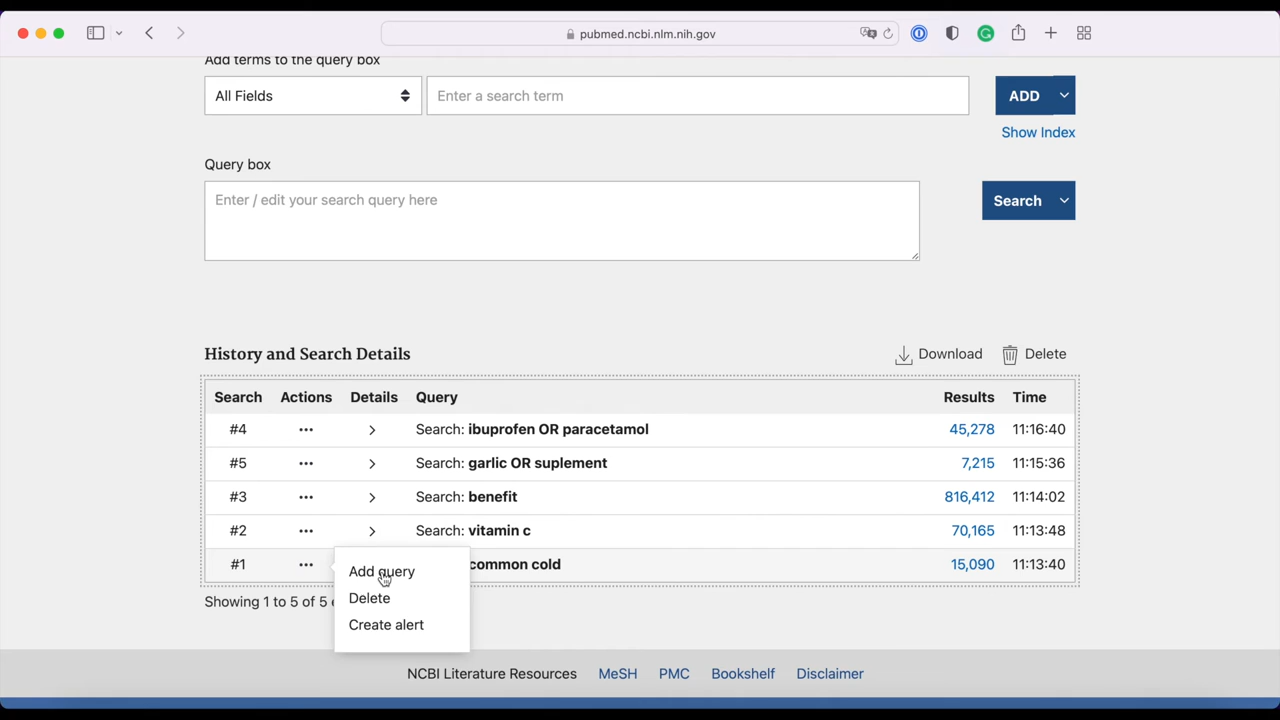 pubmed.ncbi.nlm.nih.gov
Add terms to the query box
All Fields
Enter a search term
ADD
Show Index
Query box
Enter / edit your search query here
Search
History and Search Details
Download
Delete
Search Actions Details Query Results Time
#4 ••• Search: ibuprofen OR paracetamol 45,278 11:16:40
#5 ••• Search: garlic OR suplement 7,215 11:15:36
#3 ••• Search: benefit 816,412 11:14:02
#2 ••• Search: vitamin c 70,165 11:13:48
#1 ••• common cold 15,090 11:13:40
Add query
Delete
Create alert
Showing 1 to 5 of 5
NCBI Literature Resources MeSH PMC Bookshelf Disclaimer